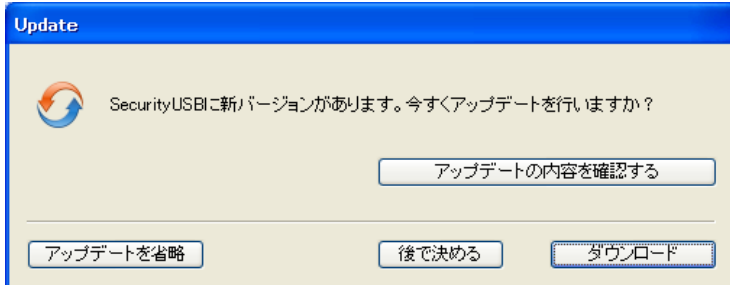 Update
SecurityUSBに新バージョンがあります。今すぐアップデートを行いますか？
アップデートの内容を確認する
アップデートを省略
後で決める
ダウンロード